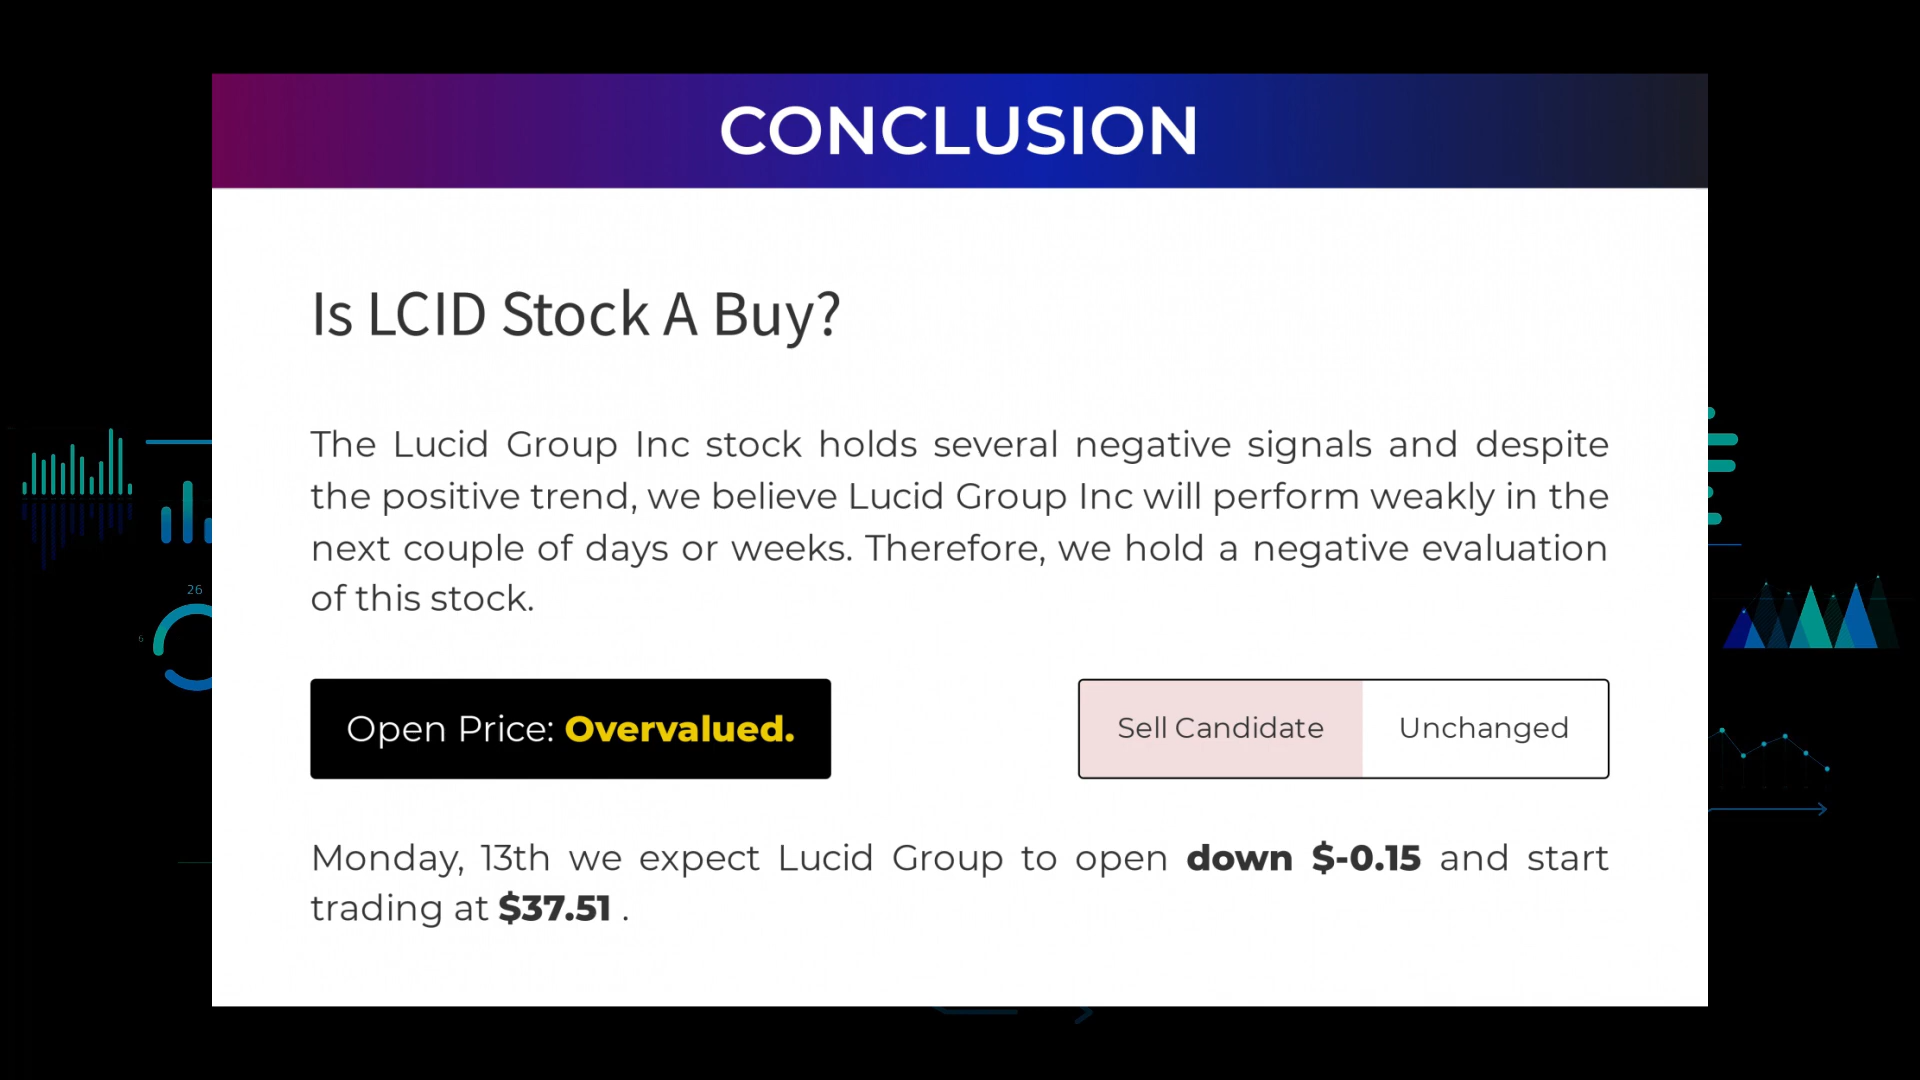 CONCLUSION
Is LCID Stock A Buy?
The Lucid Group Inc stock holds several negative signals and despite
the positive trend, we believe Lucid Group Inc will perform weakly in the
next couple of days or weeks. Therefore, we hold a negative evaluation
of this stock.
26
6
Open Price: Overvalued.
Sell Candidate
Unchanged
Monday, 13th we expect Lucid Group to open down $-0.15 and start
trading at $37.51 .